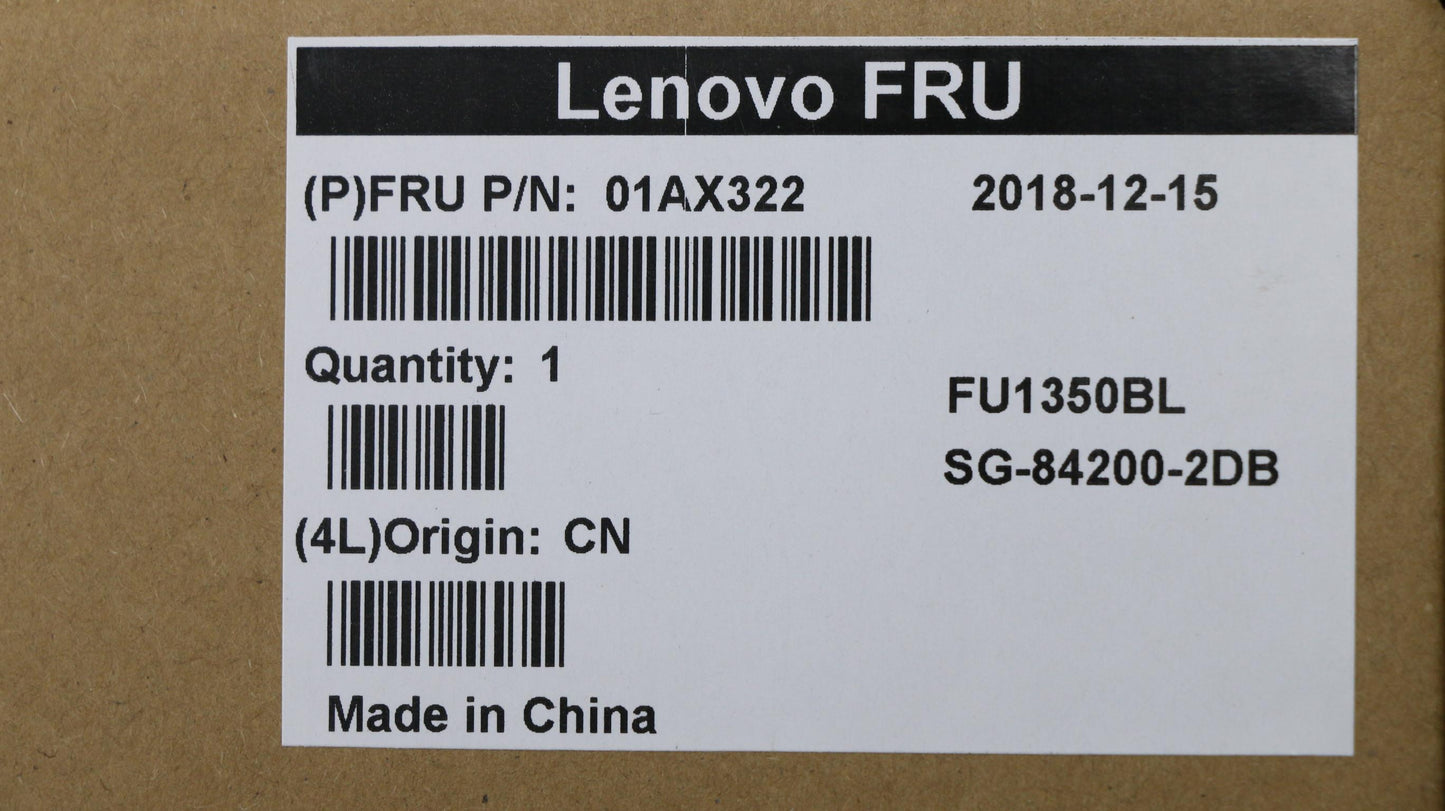 Lenovo FRU
(P)FRU P/N: 01AX322 2018-12-15
Quantity: 1
FU1350BL
SG-84200-2DB
(4L)Origin: CN
Made in China